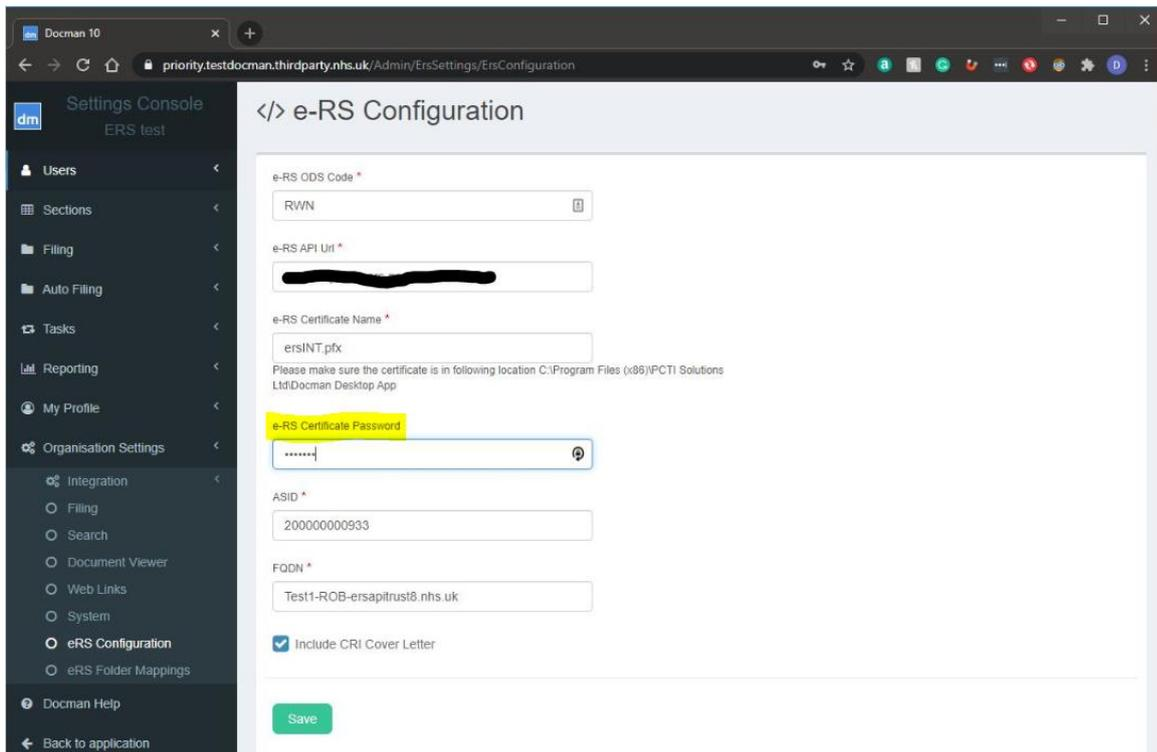 dm Docman 10
priority.testdocman.thirdparty.nhs.uk/Admin/ErsSettings/ErsConfiguration
dm
Settings Console
ERS test
Users
Sections
Filing
Auto Filing
Tasks
Reporting
My Profile
Organisation Settings
Integration
Filing
Search
Document Viewer
Web Links
System
eRS Configuration
eRS Folder Mappings
Docman Help
Back to application
</> e-RS Configuration
e-RS ODS Code *
RWN
e-RS API Url *
e-RS Certificate Name *
ersINT.pfx
Please make sure the certificate is in following location C:\Program Files (x86)\PCTI Solutions
Ltd\Docman Desktop App
e-RS Certificate Password
•••••••
ASID *
200000000933
FQDN *
Test1-ROB-ersapitrust8.nhs.uk
Include CRI Cover Letter
Save